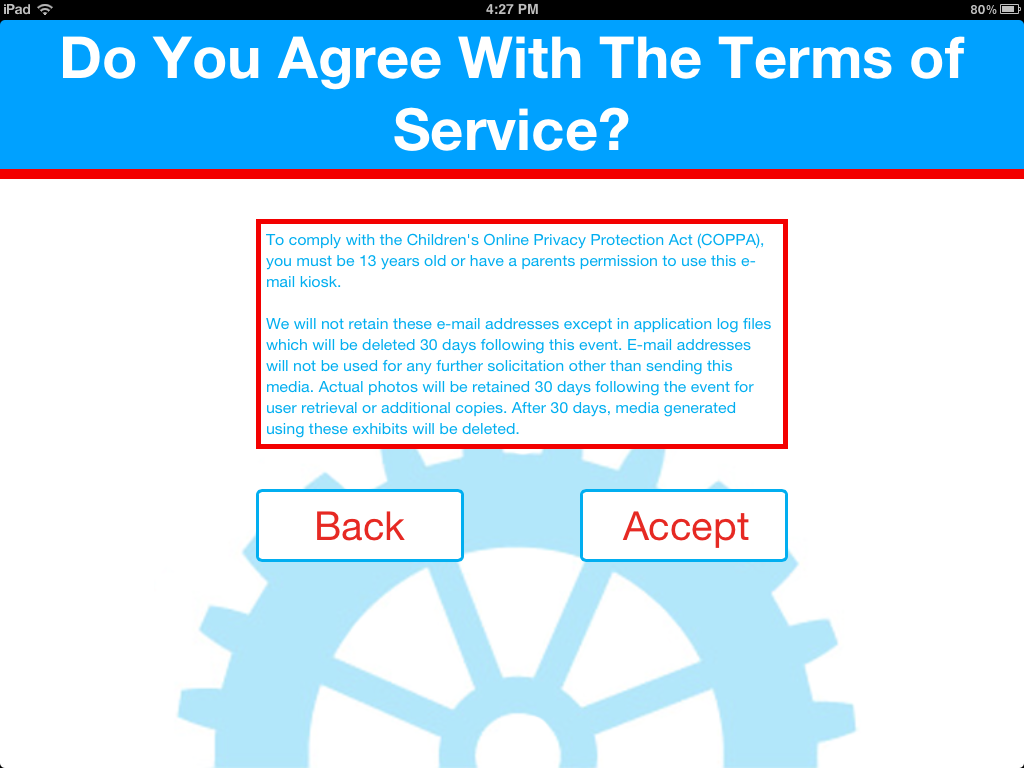 iPad 4:27 PM 80%
Do You Agree With The Terms of
Service?
To comply with the Children's Online Privacy Protection Act (COPPA),
you must be 13 years old or have a parents permission to use this e-
mail kiosk.
We will not retain these e-mail addresses except in application log files
which will be deleted 30 days following this event. E-mail addresses
will not be used for any further solicitation other than sending this
media. Actual photos will be retained 30 days following the event for
user retrieval or additional copies. After 30 days, media generated
using these exhibits will be deleted.
Back Accept